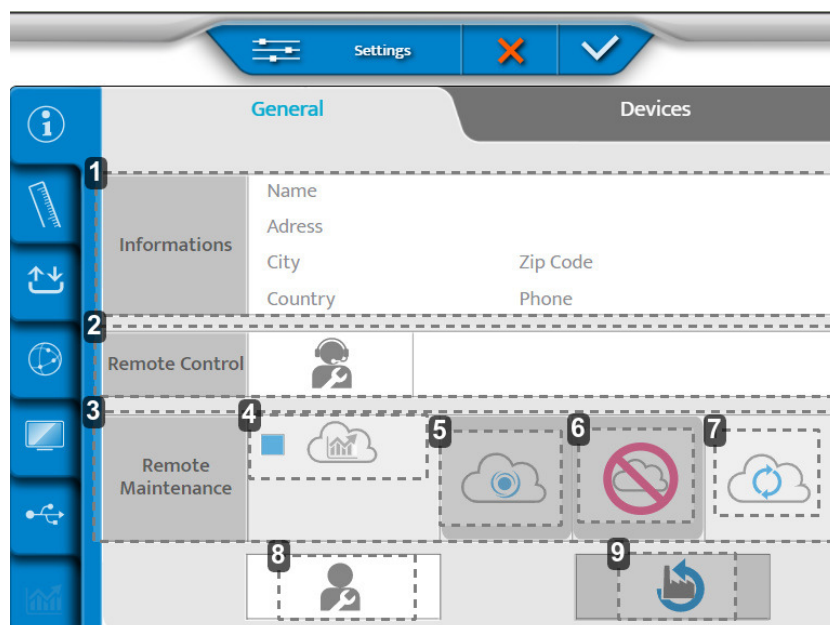 Settings
General
Devices
1
Informations
Name
Adress
City
Zip Code
Country
Phone
2
Remote Control
3
Remote
Maintenance
4
5
6
7
8
9